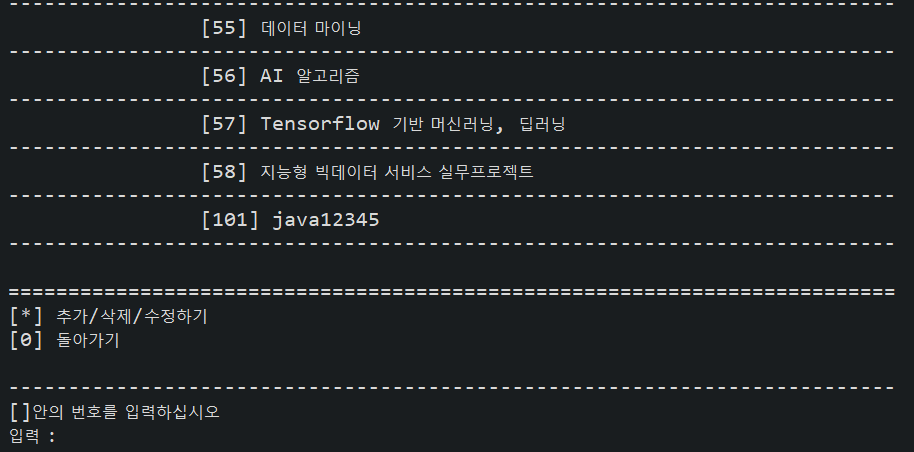 --------------------------------------------------------------------------
[55] 데이터 마이닝
--------------------------------------------------------------------------
[56] AI 알고리즘
--------------------------------------------------------------------------
[57] Tensorflow 기반 머신러닝, 딥러닝
--------------------------------------------------------------------------
[58] 지능형 빅데이터 서비스 실무프로젝트
--------------------------------------------------------------------------
[101] java12345
--------------------------------------------------------------------------
==========================================================================
[*] 추가/삭제/수정하기
[0] 돌아가기
--------------------------------------------------------------------------
[]안의 번호를 입력하십시오
입력 :